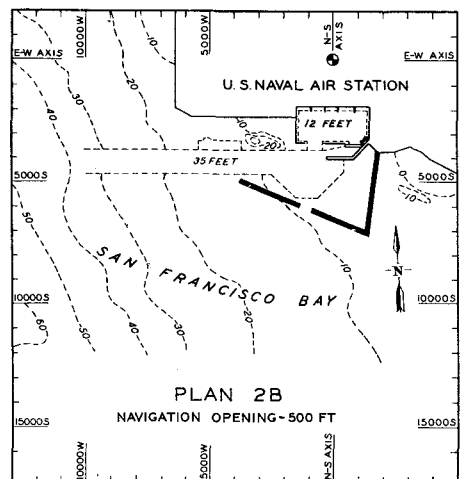 10000W
5000W
N-S
AXIS
E-W AXIS
E-W AXIS
U.S. NAVAL AIR STATION
-10
-20
-30
-40
12 FEET
-20
35 FEET
0
-10
5000S
5000S
-10
N
SAN FRANCISCO BAY
10000S
10000S
-60
-50
-40
-30
-20
PLAN 2B
NAVIGATION OPENING-500 FT
15000S
15000S
10000W
5000W
N-S AXIS